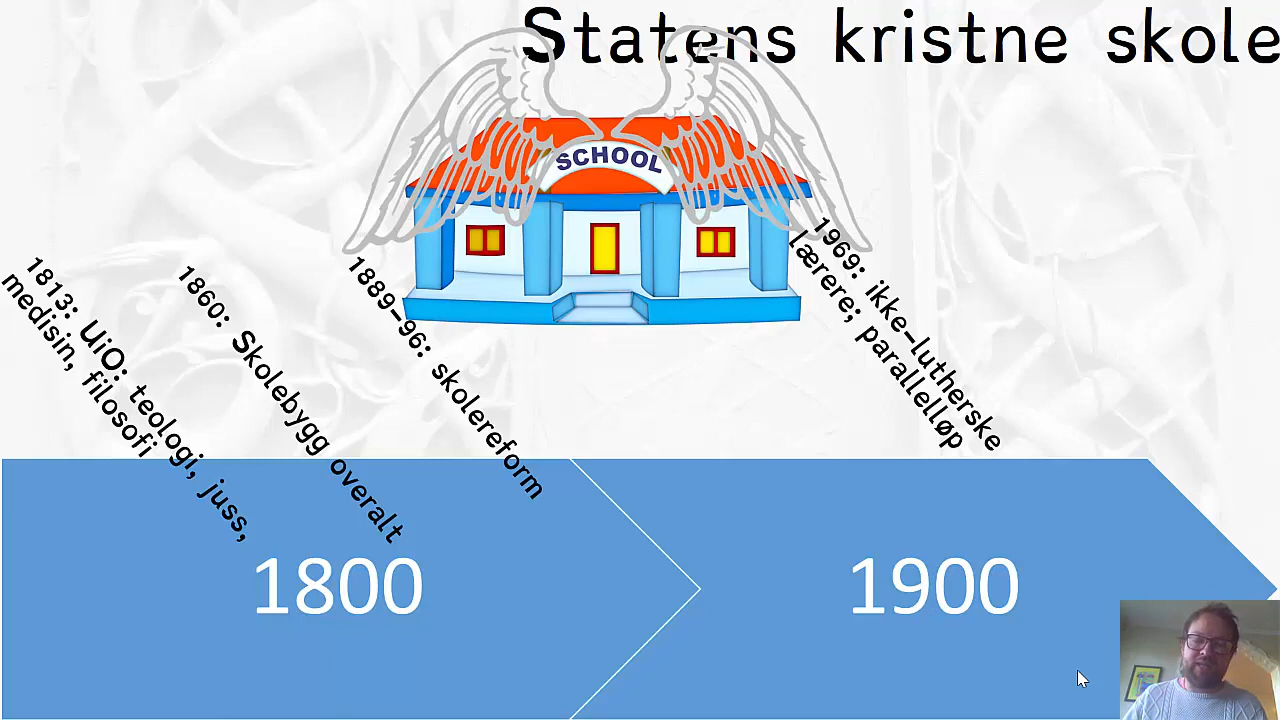 Statens kristne skole
SCHOOL
1813: UiO: teologi, juss,
medisin, filosofi
1860: Skolebygg overalt
1889-96: skolereform
1969: ikke-lutherske
lærere; parallelløp
1800
1900